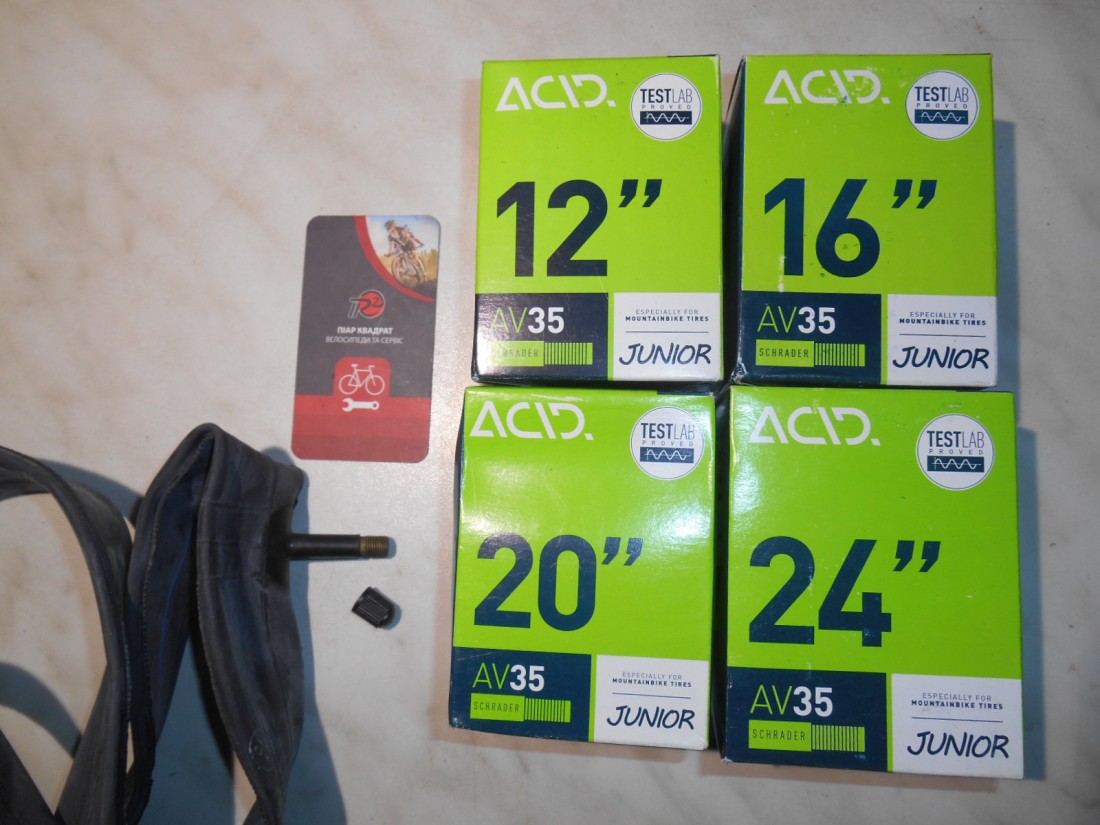 ACID.
TESTLAB
PROVED
12”
AV35
SCHRADER
ESPECIALLY FOR
MOUNTAINBIKE TIRES
JUNIOR
ACID.
TESTLAB
PROVED
16”
AV35
SCHRADER
ESPECIALLY FOR
MOUNTAINBIKE TIRES
JUNIOR
ПІАР КВАДРАТ
ВЕЛОСИПЕДИ ТА СЕРВІС
ACID.
TESTLAB
PROVED
20”
AV35
SCHRADER
ESPECIALLY FOR
MOUNTAINBIKE TIRES
JUNIOR
ACID.
TESTLAB
PROVED
24”
AV35
SCHRADER
ESPECIALLY FOR
MOUNTAINBIKE TIRES
JUNIOR